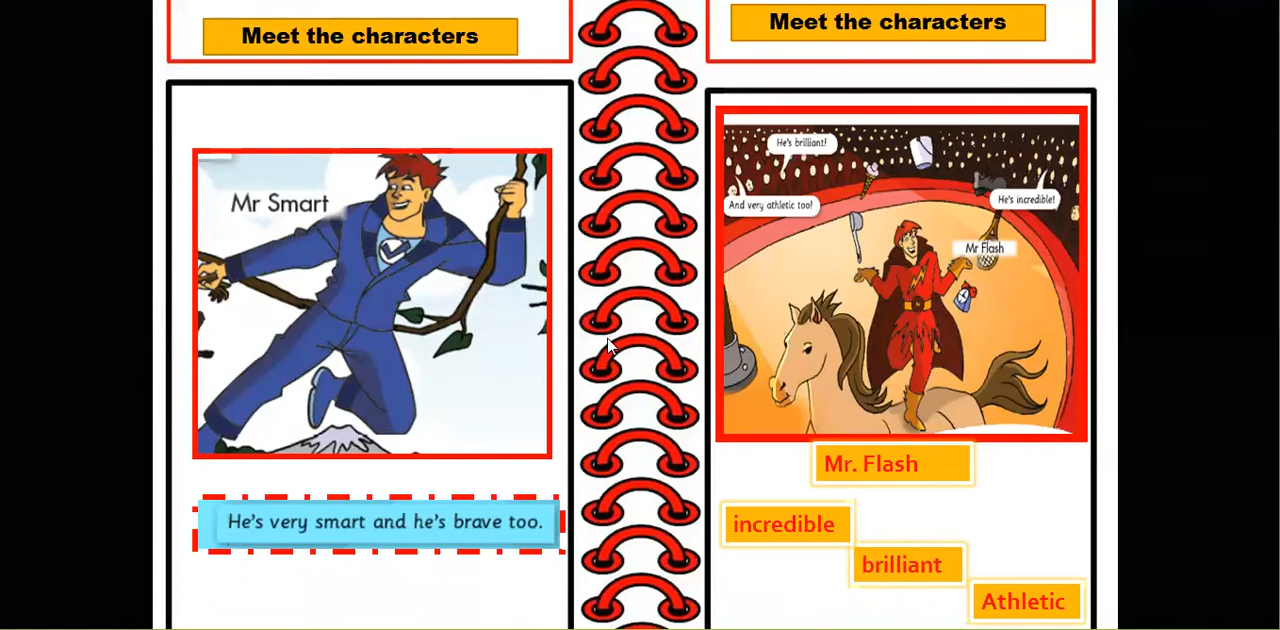 Meet the characters
Mr Smart
He's very smart and he's brave too.
Meet the characters
He's brilliant!
And very athletic too!
He's incredible!
Mr Flash
Mr. Flash
incredible
brilliant
Athletic